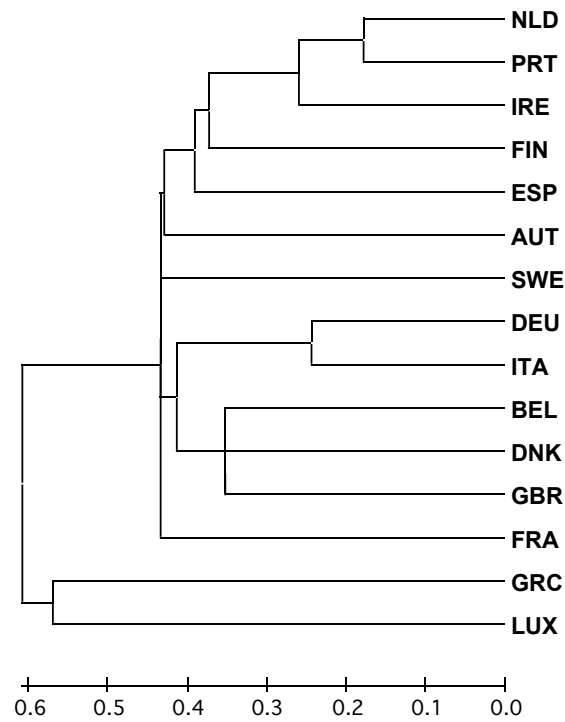 NLD
PRT
IRE
FIN
ESP
AUT
SWE
DEU
ITA
BEL
DNK
GBR
FRA
GRC
LUX
0.6 0.5 0.4 0.3 0.2 0.1 0.0